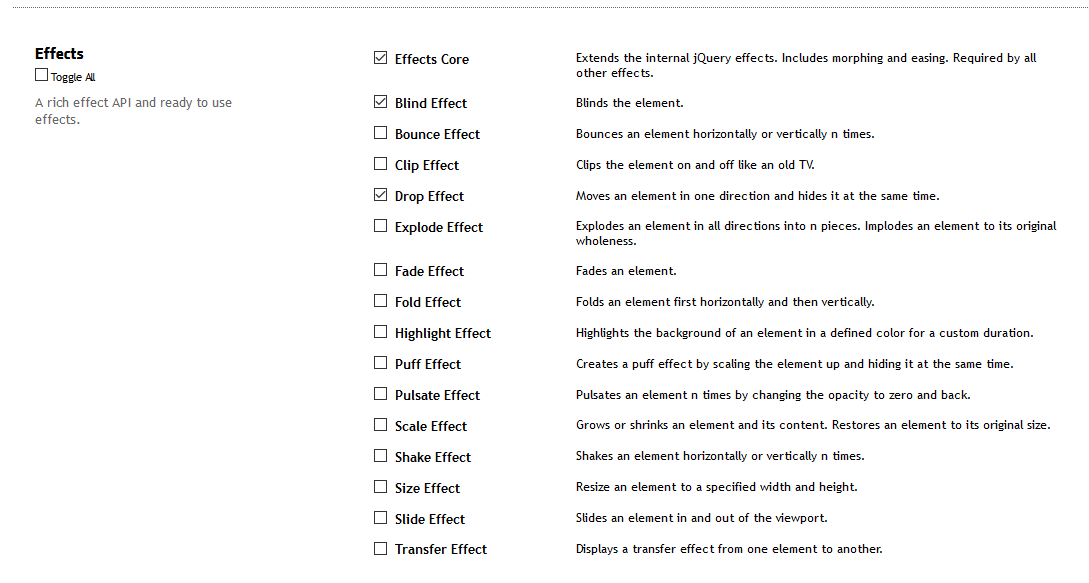 Effects
Toggle All
A rich effect API and ready to use
effects.
Effects Core
Extends the internal jQuery effects. Includes morphing and easing. Required by all
other effects.
Blind Effect
Blinds the element.
Bounce Effect
Bounces an element horizontally or vertically n times.
Clip Effect
Clips the element on and off like an old TV.
Drop Effect
Moves an element in one direction and hides it at the same time.
Explode Effect
Explodes an element in all directions into n pieces. Implodes an element to its original
wholeness.
Fade Effect
Fades an element.
Fold Effect
Folds an element first horizontally and then vertically.
Highlight Effect
Highlights the background of an element in a defined color for a custom duration.
Puff Effect
Creates a puff effect by scaling the element up and hiding it at the same time.
Pulsate Effect
Pulsates an element n times by changing the opacity to zero and back.
Scale Effect
Grows or shrinks an element and its content. Restores an element to its original size.
Shake Effect
Shakes an element horizontally or vertically n times.
Size Effect
Resize an element to a specified width and height.
Slide Effect
Slides an element in and out of the viewport.
Transfer Effect
Displays a transfer effect from one element to another.